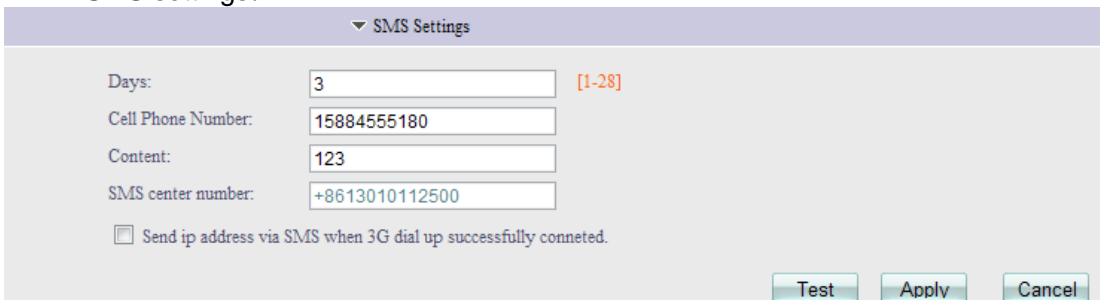 SMS Settings
Days: 3 [1-28]
Cell Phone Number: 15884555180
Content: 123
SMS center number: +8613010112500
Send ip address via SMS when 3G dial up successfully conneted.
Test Apply Cancel